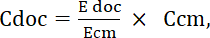 Cdoc = E doc / Ecm × Ccm,